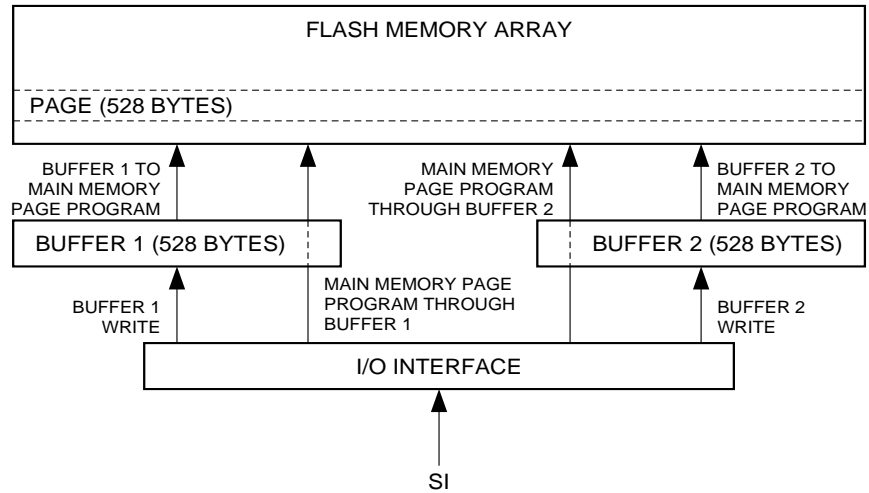 FLASH MEMORY ARRAY
PAGE (528 BYTES)
BUFFER 1 TO
MAIN MEMORY
PAGE PROGRAM
MAIN MEMORY
PAGE PROGRAM
THROUGH BUFFER 2
BUFFER 2 TO
MAIN MEMORY
PAGE PROGRAM
BUFFER 1 (528 BYTES)
BUFFER 2 (528 BYTES)
BUFFER 1
WRITE
MAIN MEMORY PAGE
PROGRAM THROUGH
BUFFER 1
BUFFER 2
WRITE
I/O INTERFACE
SI